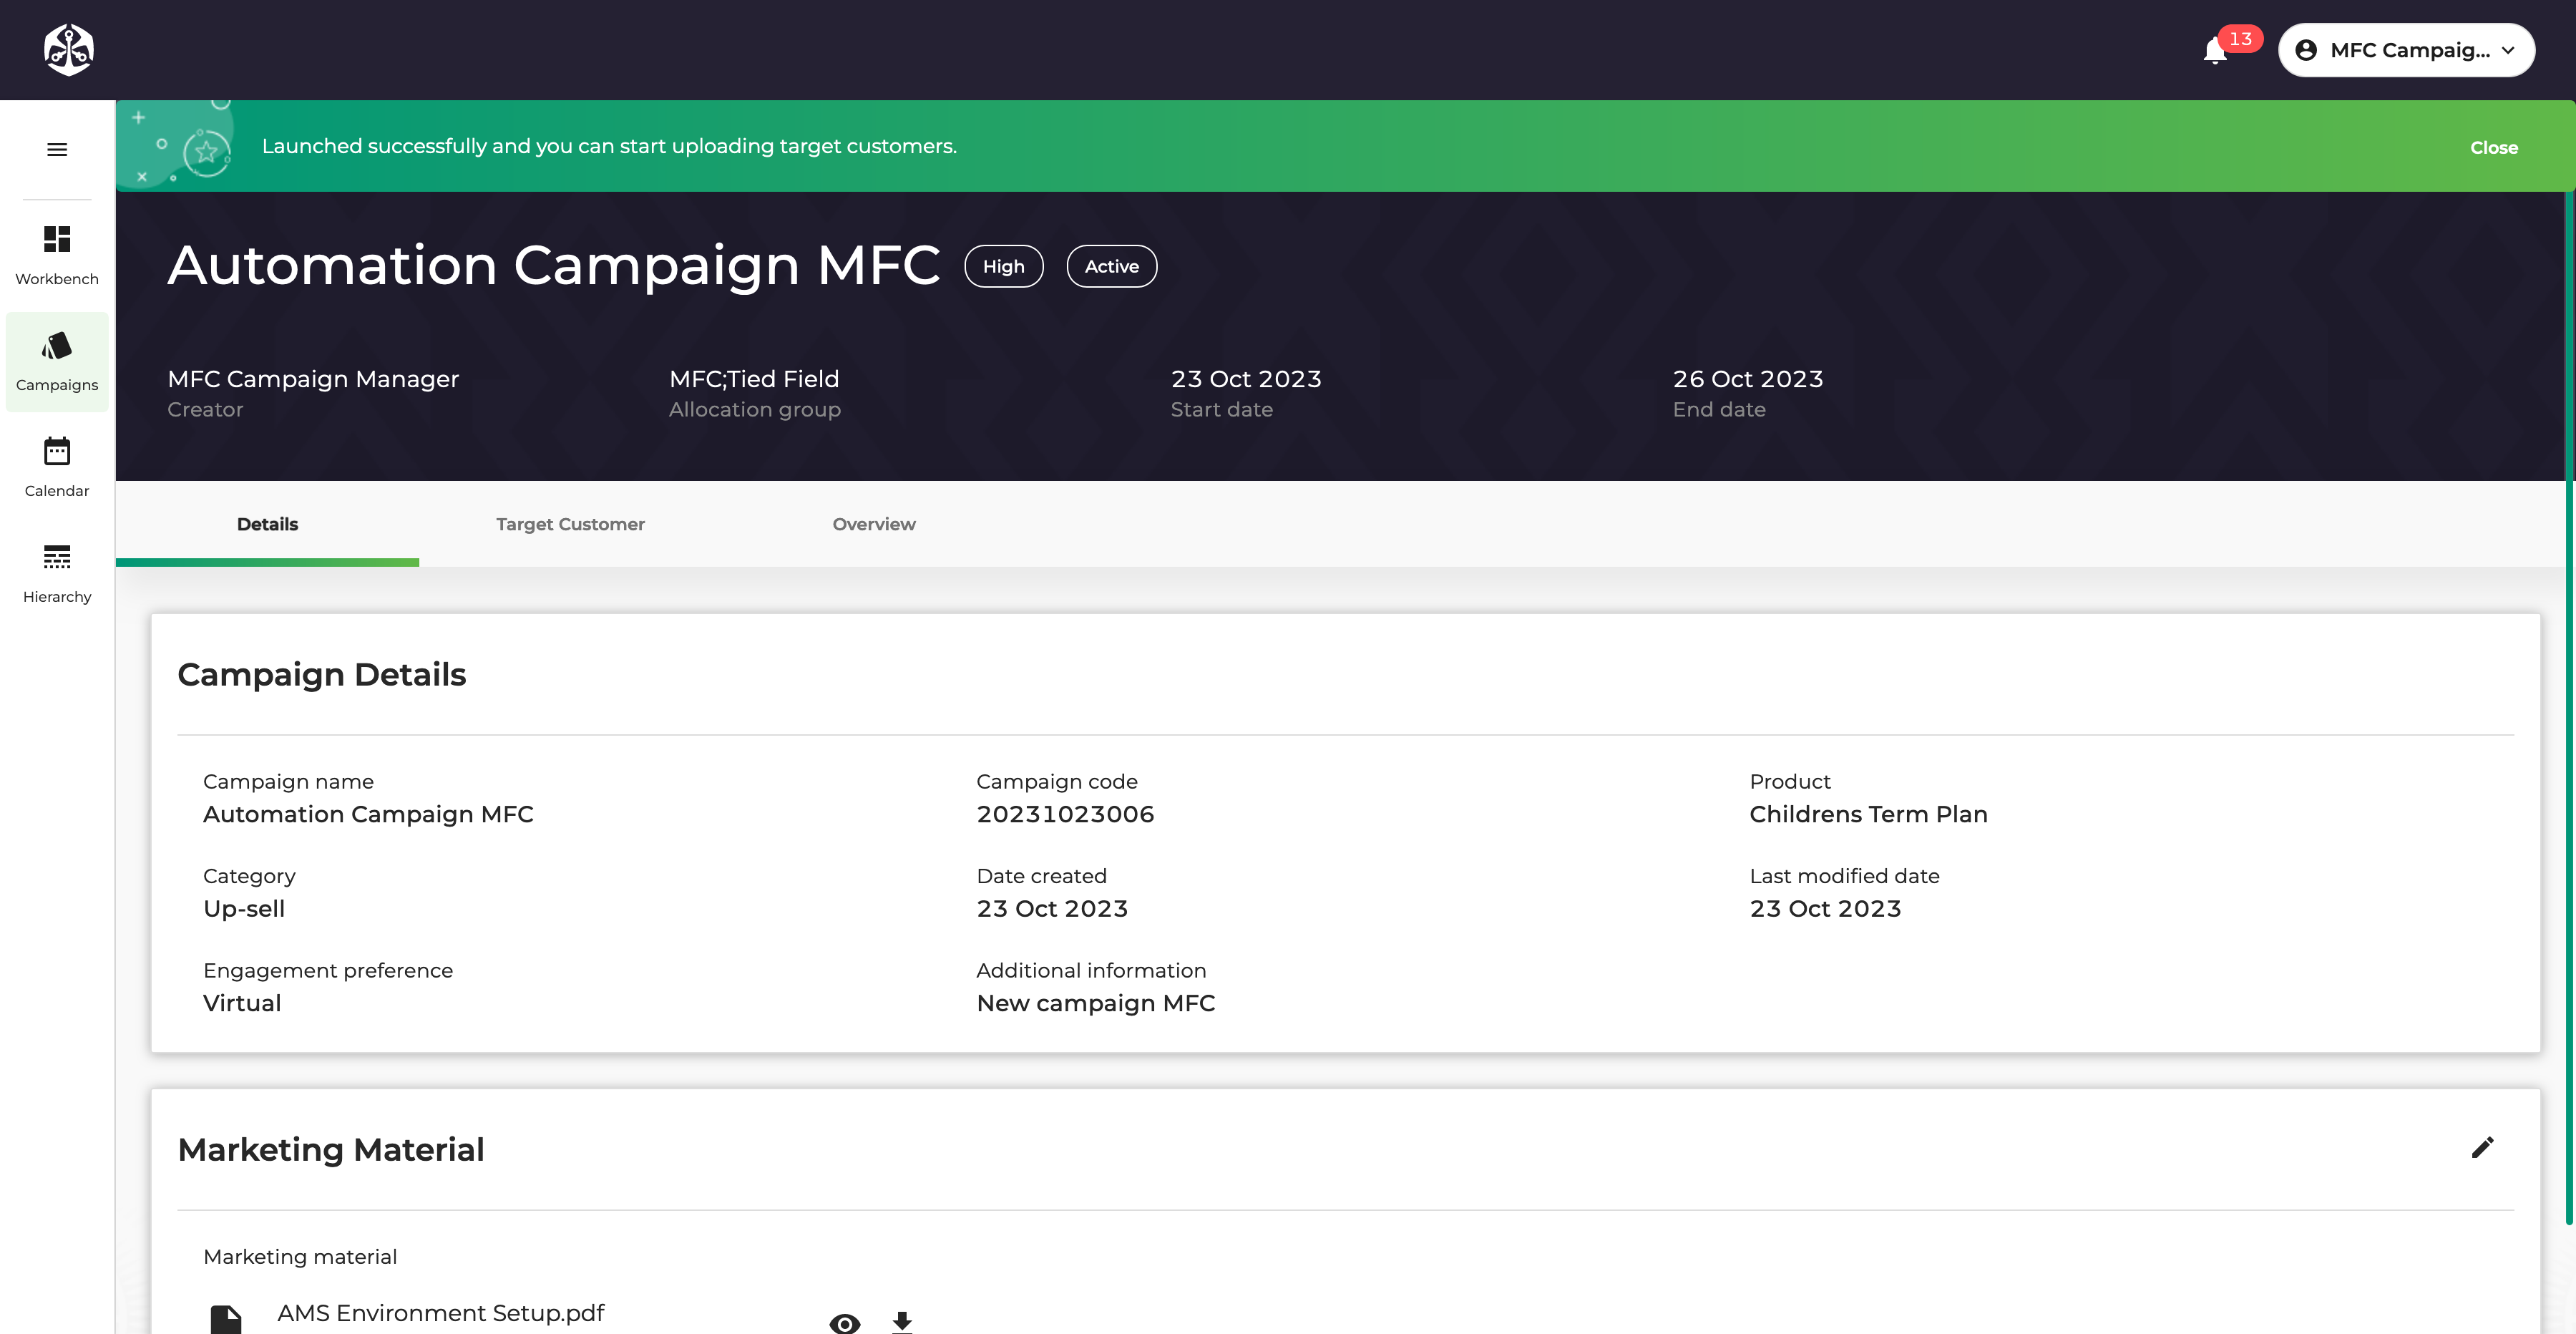 13
MFC Campaig...
Launched successfully and you can start uploading target customers.
Close
Workbench
Campaigns
Calendar
Hierarchy
Automation Campaign MFC
High
Active
MFC Campaign Manager
Creator
MFC;Tied Field
Allocation group
23 Oct 2023
Start date
26 Oct 2023
End date
Details
Target Customer
Overview
Campaign Details
Campaign name
Automation Campaign MFC
Campaign code
20231023006
Product
Childrens Term Plan
Category
Up-sell
Date created
23 Oct 2023
Last modified date
23 Oct 2023
Engagement preference
Virtual
Additional information
New campaign MFC
Marketing Material
Marketing material
AMS Environment Setup.pdf